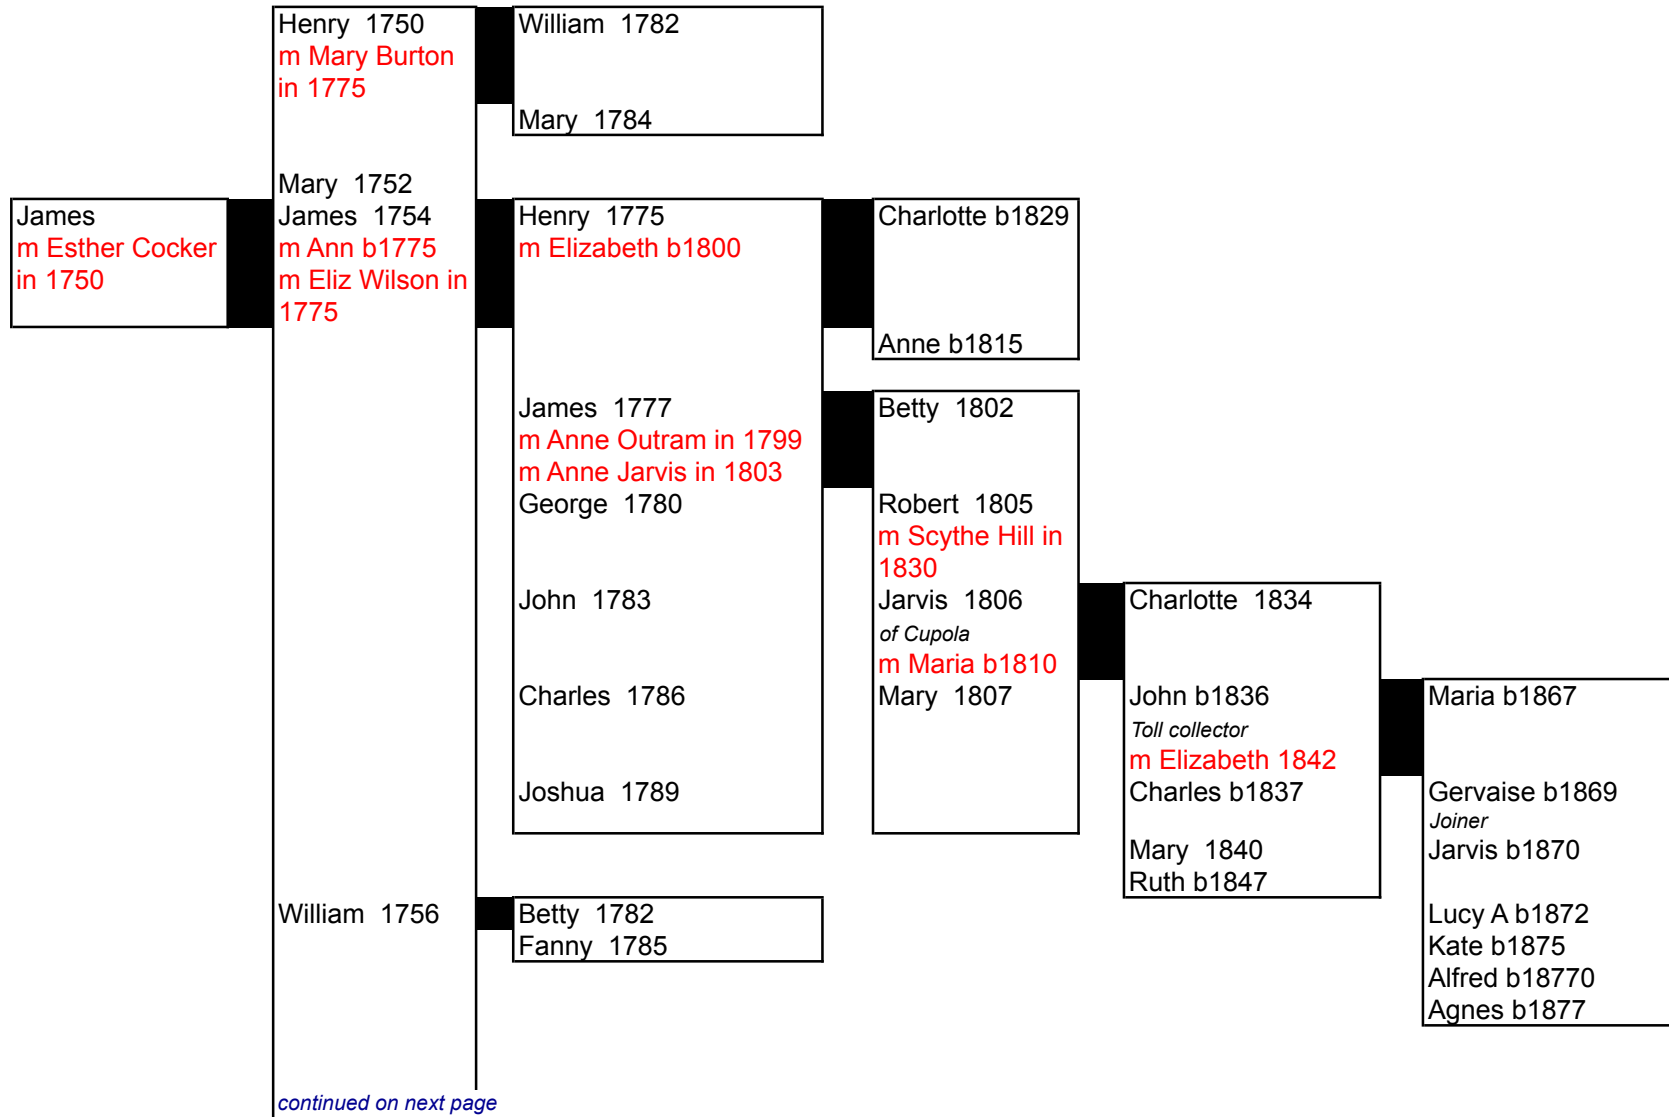 James
m Esther Cocker
in 1750
Henry 1750
m Mary Burton
in 1775
Mary 1752
James 1754
m Ann b1775
m Eliz Wilson in
1775
William 1756
continued on next page
William 1782
Mary 1784
Henry 1775
m Elizabeth b1800
James 1777
m Anne Outram in 1799
m Anne Jarvis in 1803
George 1780
John 1783
Charles 1786
Joshua 1789
Betty 1782
Fanny 1785
Charlotte b1829
Anne b1815
Betty 1802
Robert 1805
m Scythe Hill in
1830
Jarvis 1806
of Cupola
m Maria b1810
Mary 1807
Charlotte 1834
John b1836
Toll collector
m Elizabeth 1842
Charles b1837
Mary 1840
Ruth b1847
Maria b1867
Gervaise b1869
Joiner
Jarvis b1870
Lucy A b1872
Kate b1875
Alfred b18770
Agnes b1877